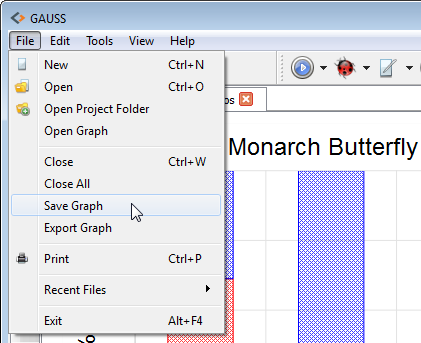 GAUSS
File Edit Tools View Help
New Ctrl+N
Open Ctrl+O
Open Project Folder
Open Graph
Close Ctrl+W
Close All
Save Graph
Export Graph
Print Ctrl+P
Recent Files
Exit Alt+F4
Monarch Butterfly